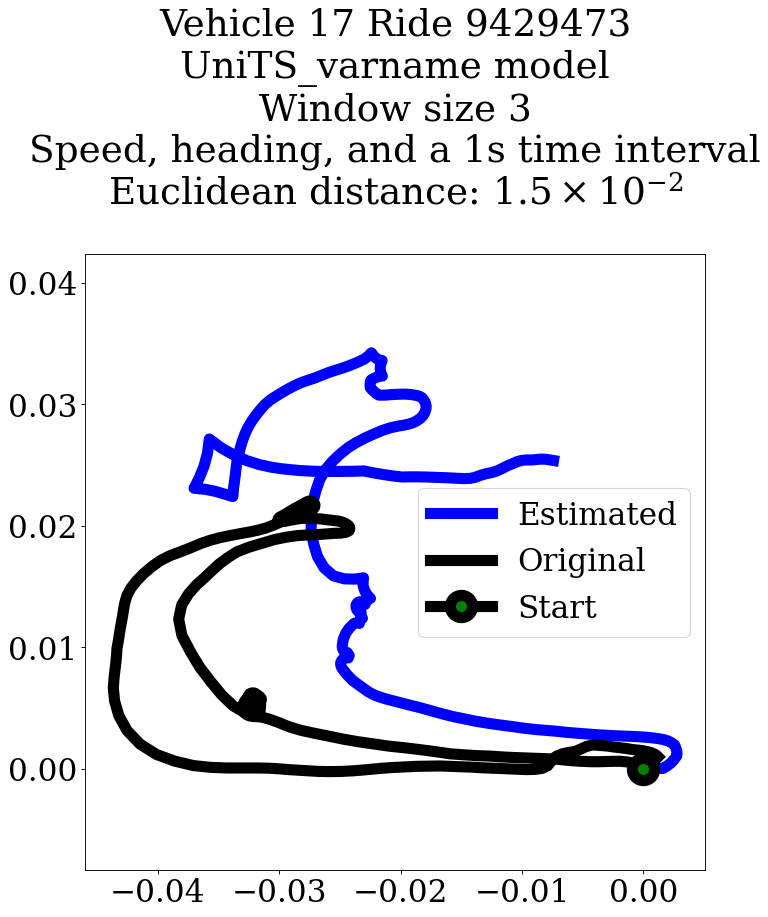 Vehicle 17 Ride 9429473
UniTS_varname model
Window size 3
Speed, heading, and a 1s time interval
Euclidean distance: 1.5 × 10⁻²
0.04
0.03
0.02
0.01
0.00
Estimated
Original
Start
−0.04 −0.03 −0.02 −0.01 0.00